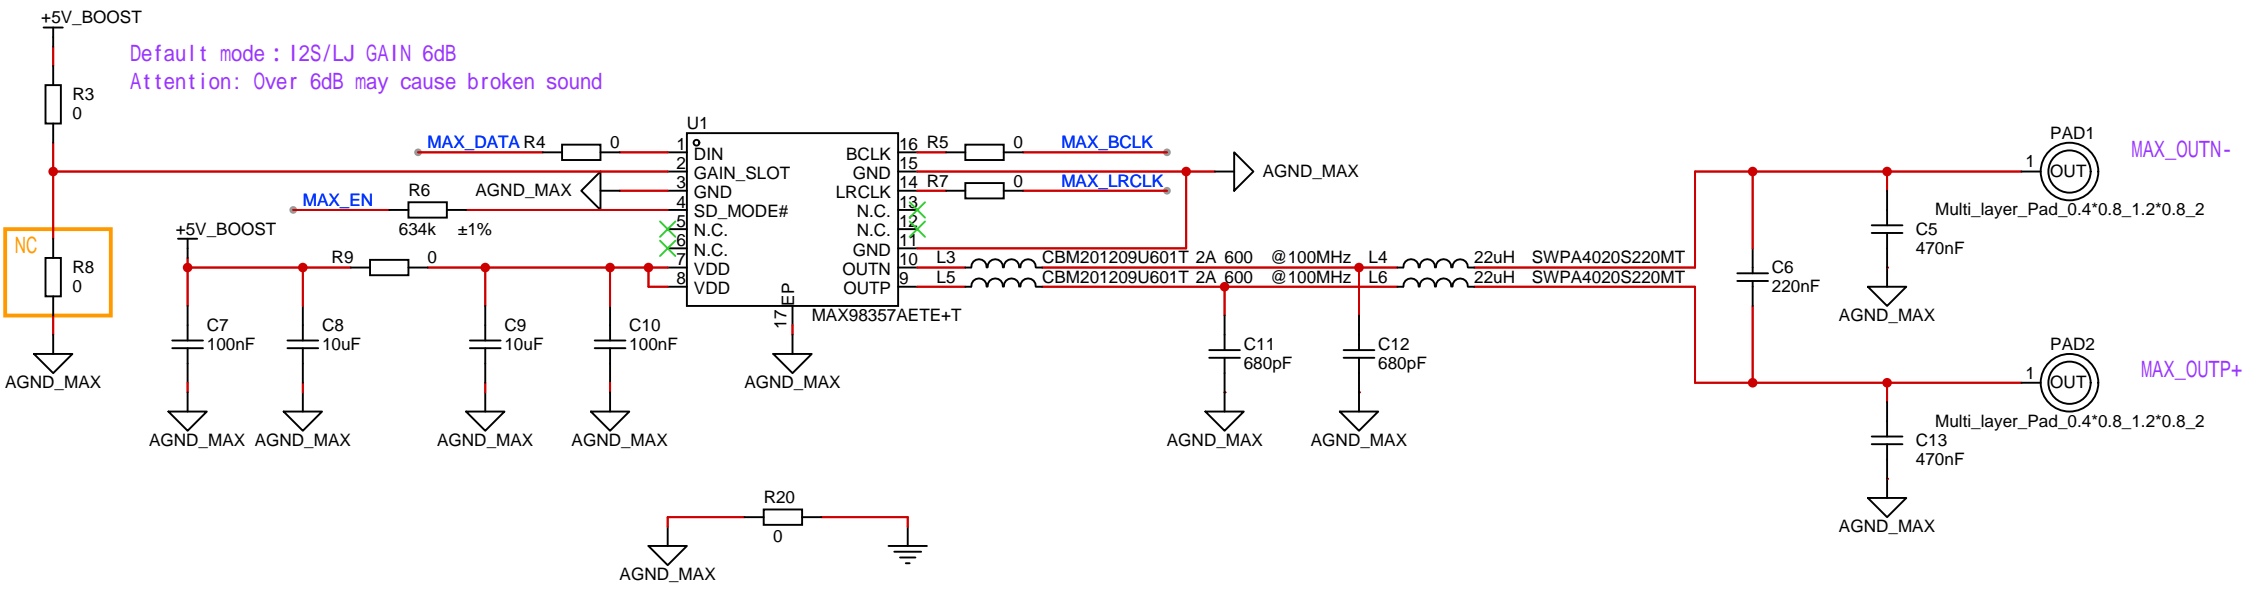 +5V_BOOST
Default mode : I2S/LJ GAIN 6dB
Attention: Over 6dB may cause broken sound
R3
0
U1
MAX_DATA
R4
0
1
DIN
2
GAIN_SLOT
AGND_MAX
3
GND
MAX_EN
R6
634k
±1%
4
SD_MODE#
5
N.C.
6
N.C.
7
VDD
8
VDD
17
EP
MAX98357AETE+T
AGND_MAX
16
BCLK
R5
0
MAX_BCLK
15
GND
AGND_MAX
14
LRCLK
R7
0
MAX_LRCLK
13
N.C.
12
N.C.
11
GND
10
OUTN
L3
CBM201209U601T 2A 600 @100MHz
L4
22uH
SWPA4020S220MT
9
OUTP
L5
CBM201209U601T 2A 600 @100MHz
L6
22uH
SWPA4020S220MT
NC
R8
0
AGND_MAX
+5V_BOOST
R9
0
C7
100nF
AGND_MAX
C8
10uF
AGND_MAX
C9
10uF
AGND_MAX
C10
100nF
AGND_MAX
C11
680pF
AGND_MAX
C12
680pF
AGND_MAX
C6
220nF
PAD1
1
OUT
MAX_OUTN-
Multi_layer_Pad_0.4*0.8_1.2*0.8_2
C5
470nF
AGND_MAX
PAD2
1
OUT
MAX_OUTP+
Multi_layer_Pad_0.4*0.8_1.2*0.8_2
C13
470nF
AGND_MAX
R20
0
AGND_MAX